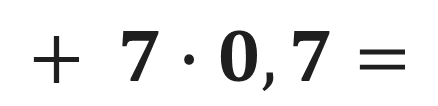 + 7 · 0,7 =